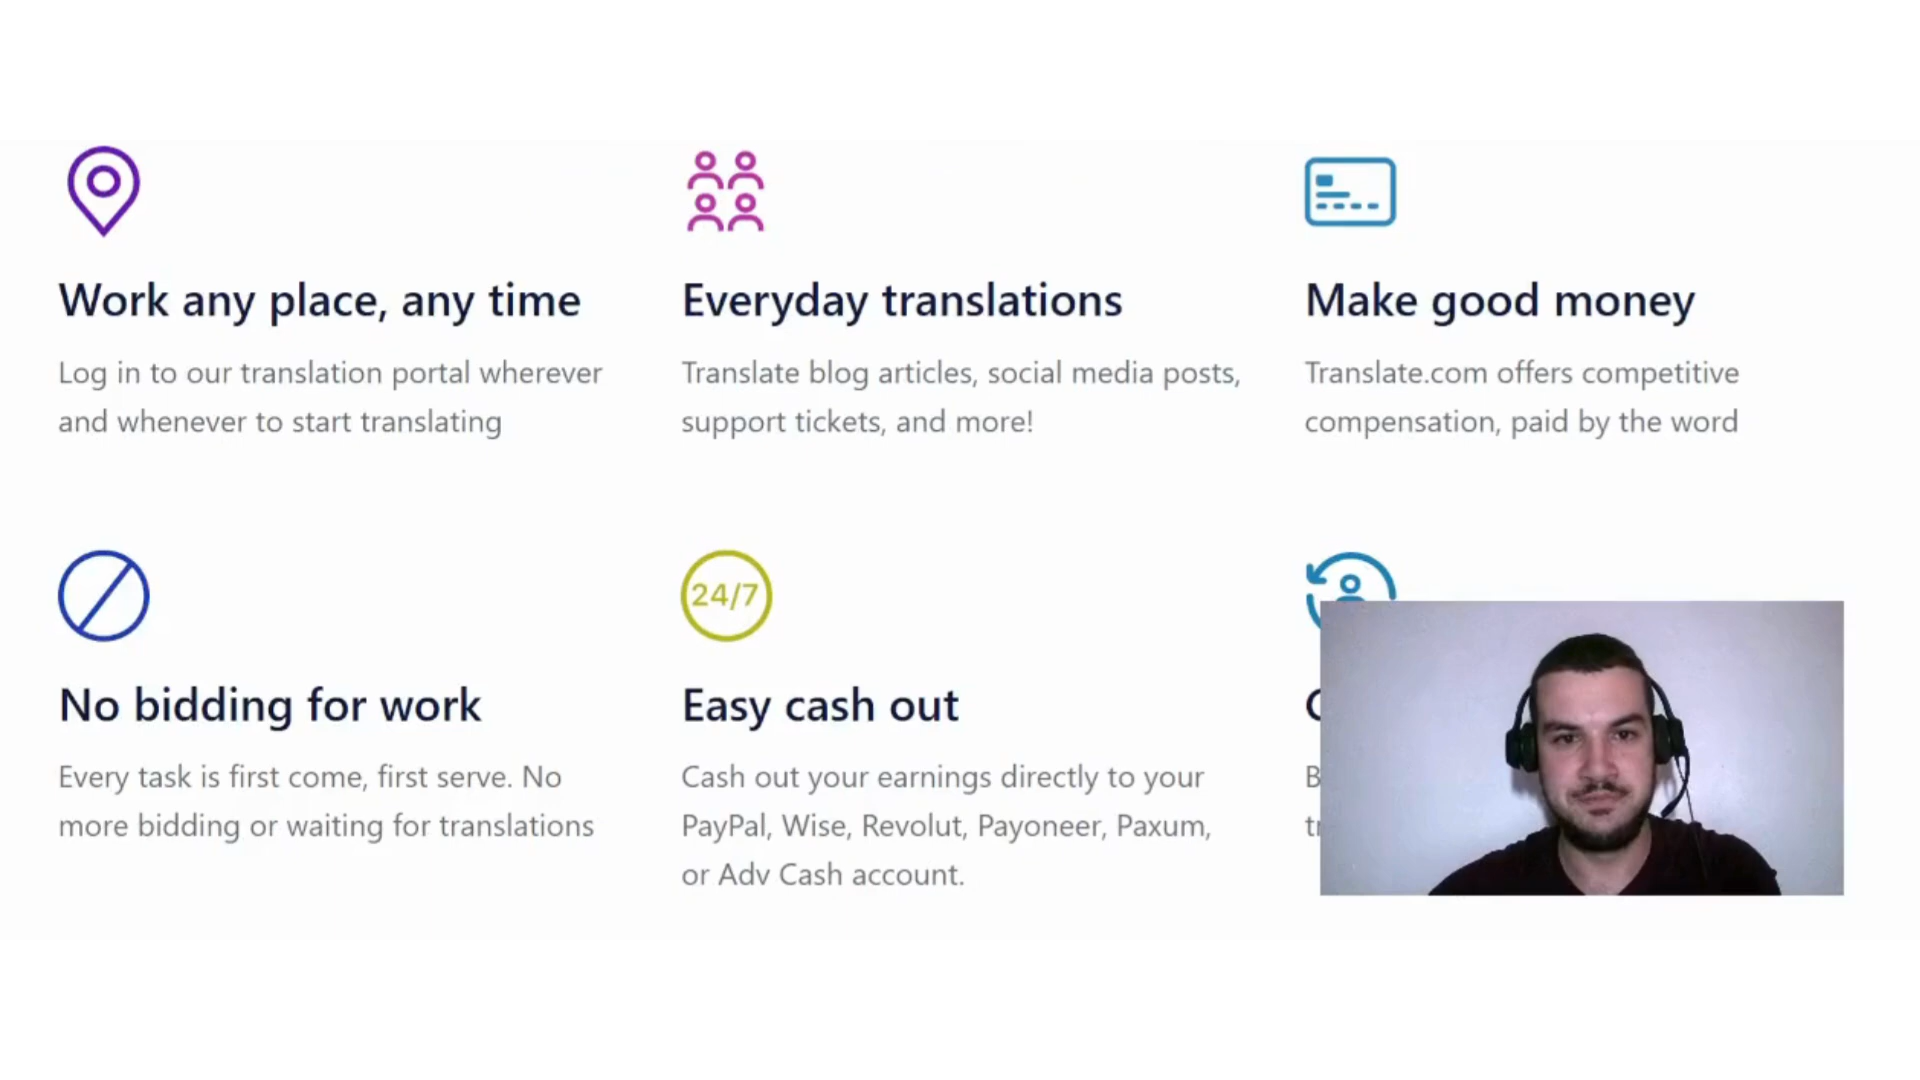 Work any place, any time
Log in to our translation portal wherever
and whenever to start translating
Everyday translations
Translate blog articles, social media posts,
support tickets, and more!
Make good money
Translate.com offers competitive
compensation, paid by the word
No bidding for work
Every task is first come, first serve. No
more bidding or waiting for translations
24/7
Easy cash out
Cash out your earnings directly to your
PayPal, Wise, Revolut, Payoneer, Paxum,
or Adv Cash account.